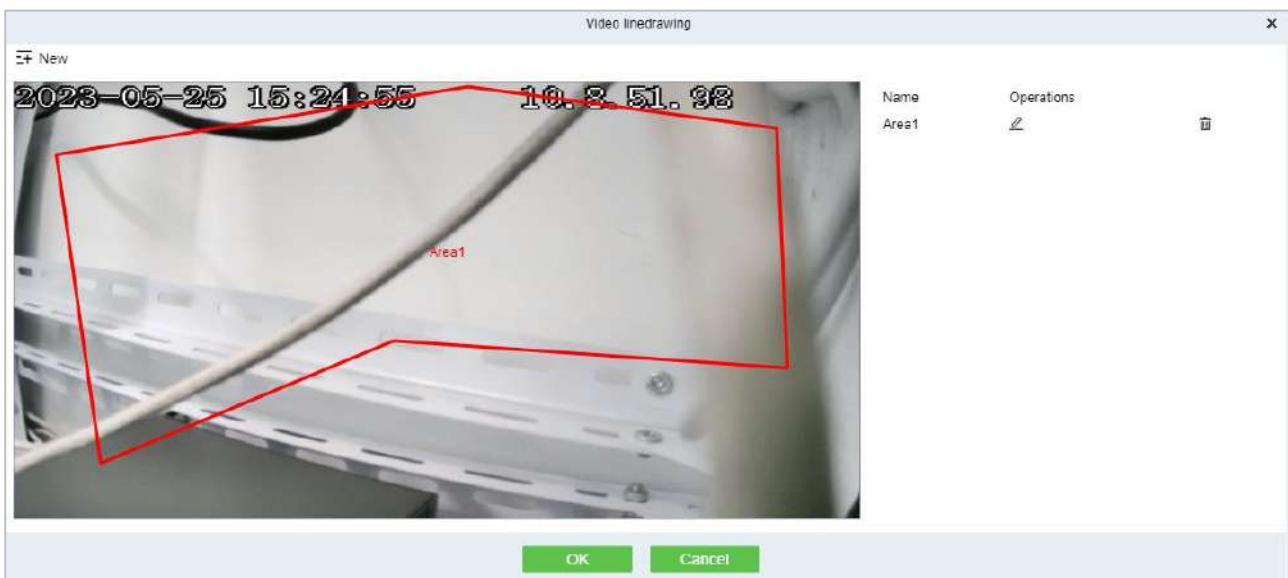 Video linedrawing
New
2023-05-25 15:24:55 10.8.51.98
Name Operations
Area1
Area1
OK Cancel